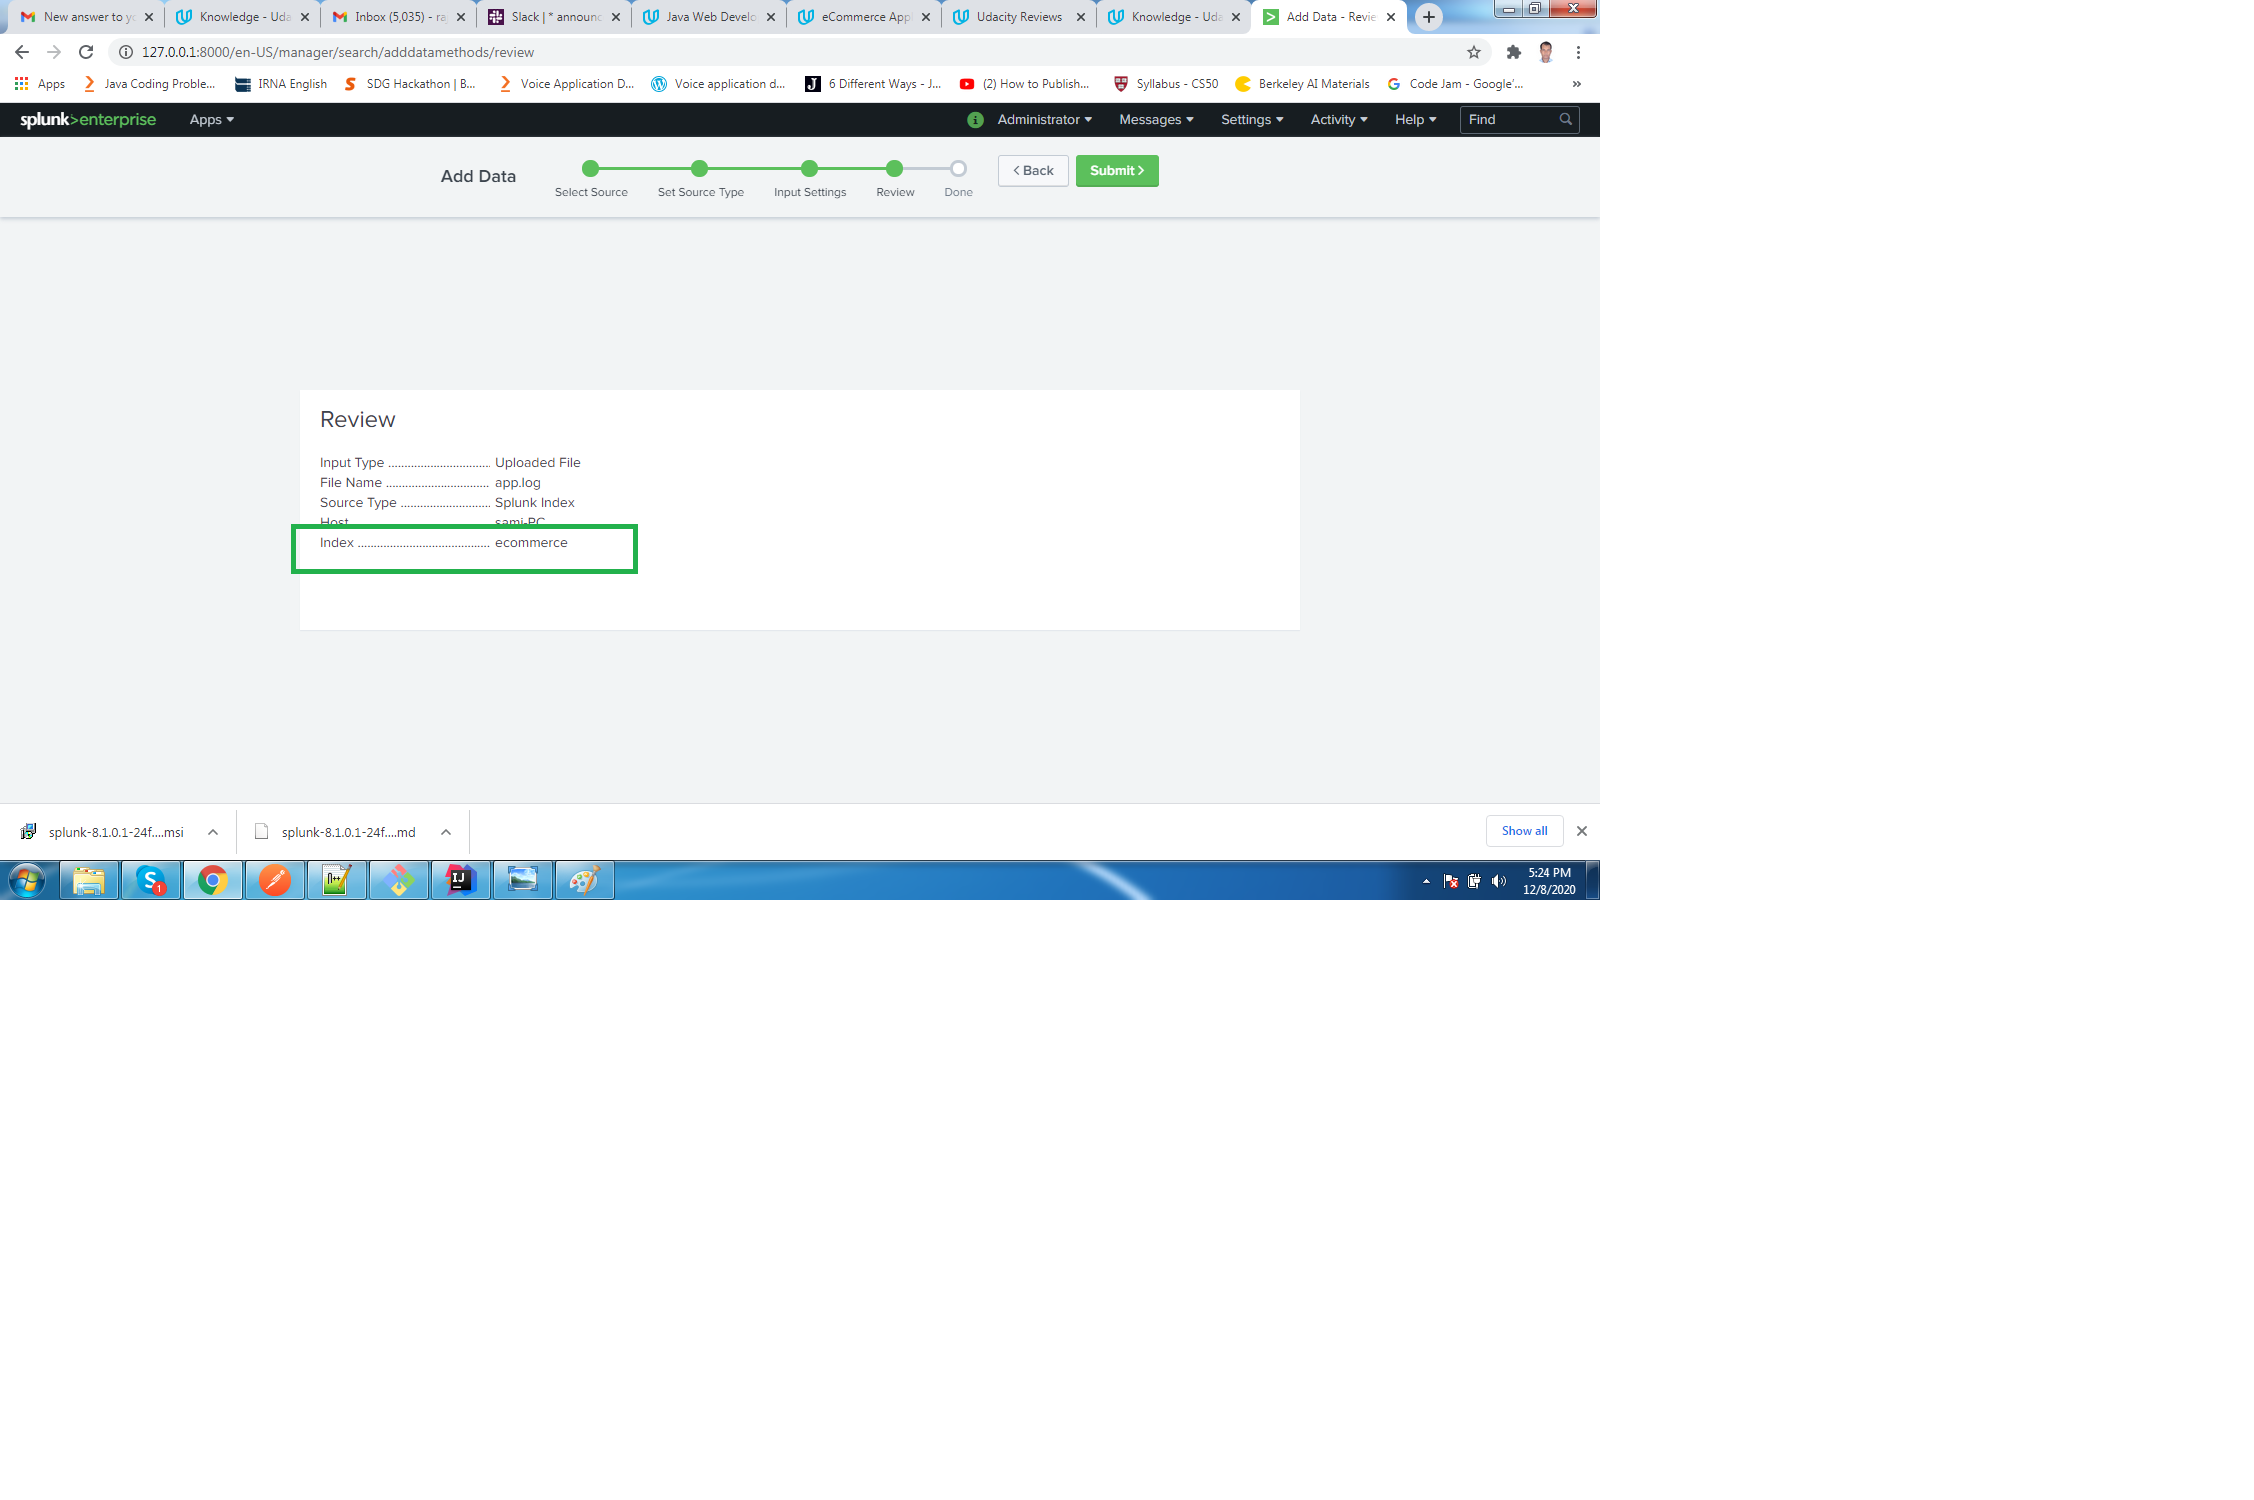 New answer to yo
Knowledge - Uda
Inbox (5,035) - ra
Slack | * announc
Java Web Develo
eCommerce Appl
Udacity Reviews
Knowledge - Uda
Add Data - Revie
127.0.0.1:8000/en-US/manager/search/adddatamethods/review
Apps
Java Coding Proble...
IRNA English
SDG Hackathon | B...
Voice Application D...
Voice application d...
6 Different Ways - J...
(2) How to Publish...
Syllabus - CS50
Berkeley AI Materials
Code Jam - Google'...
»
splunk>enterprise
Apps
Administrator
Messages
Settings
Activity
Help
Find
Add Data
Select Source
Set Source Type
Input Settings
Review
Done
< Back
Submit >
Review
Input Type ................................ Uploaded File
File Name ................................ app.log
Source Type ............................ Splunk Index
Host sami-PC
Index ......................................... ecommerce
splunk-8.1.0.1-24f....msi
splunk-8.1.0.1-24f....md
Show all
5:24 PM
12/8/2020